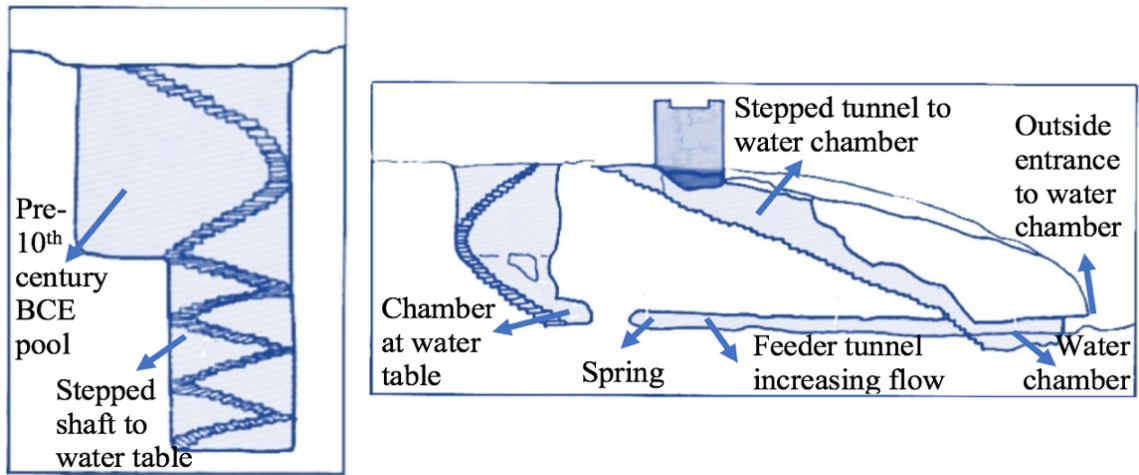 Pre-
10th
century
BCE
pool
Stepped
shaft to
water table
Chamber
at water
table
Stepped tunnel to
water chamber
Outside
entrance
to water
chamber
Spring
Feeder tunnel
increasing flow
Water
chamber